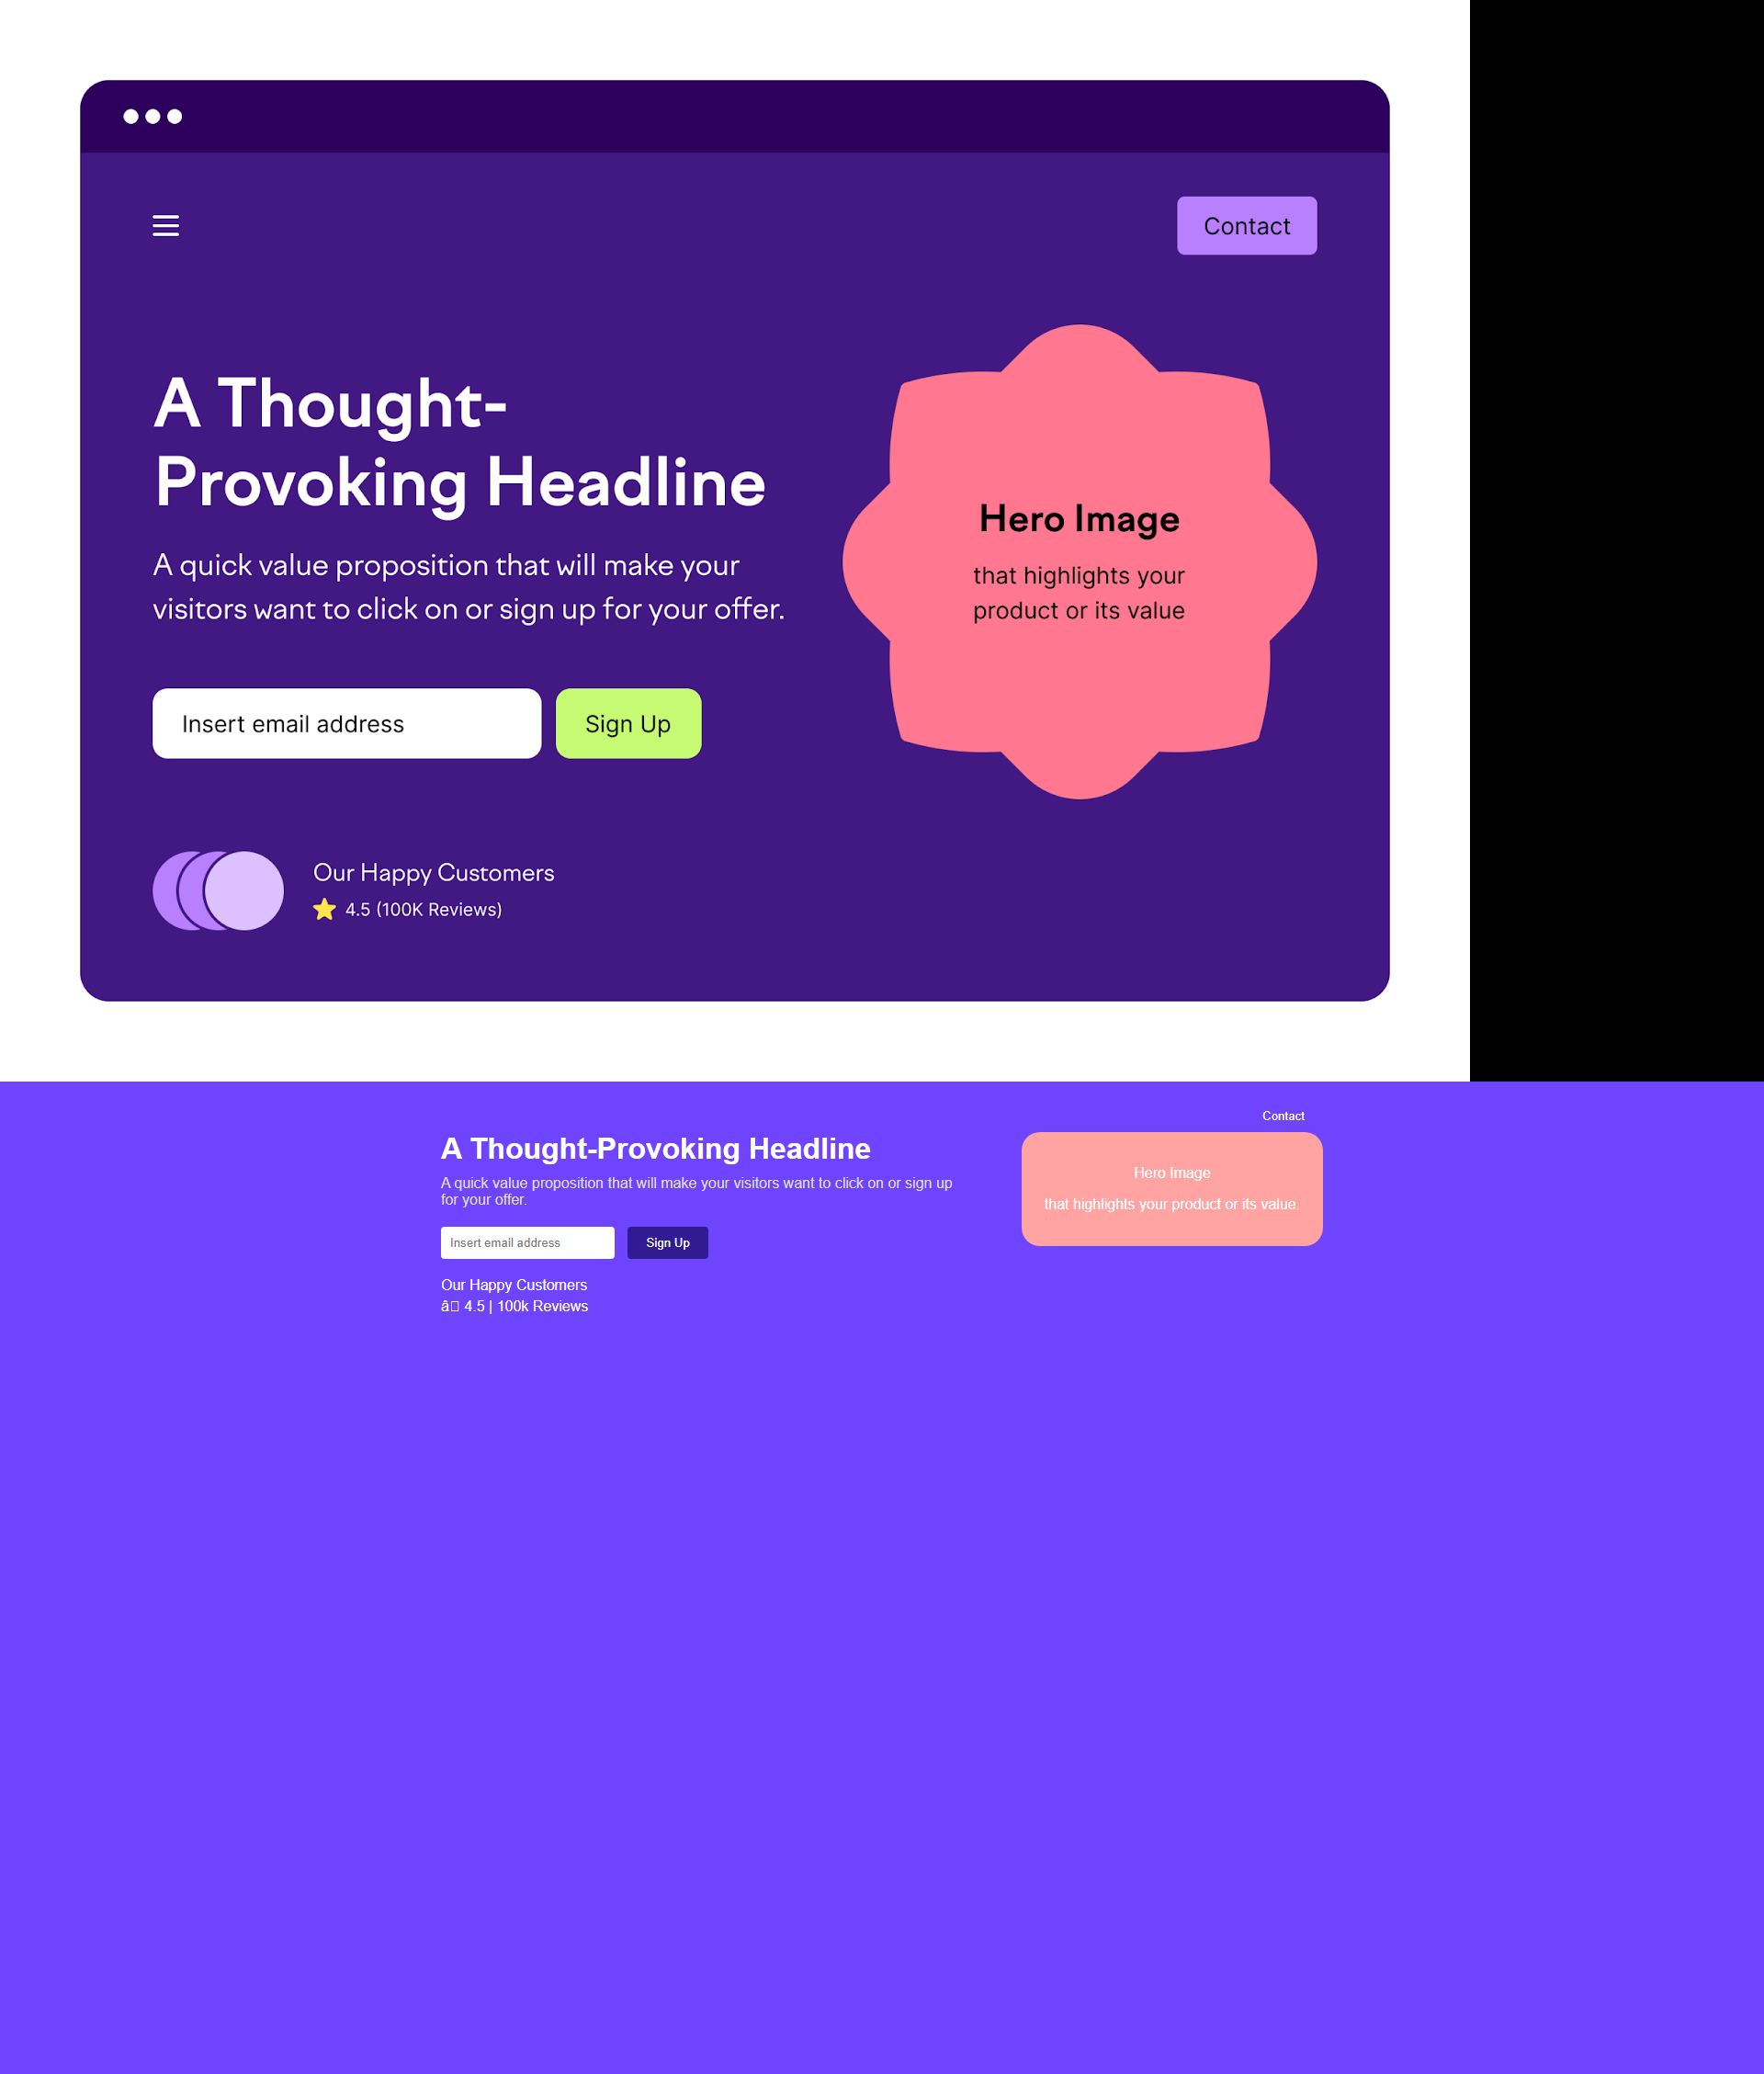 Contact
A Thought-
Provoking Headline
A quick value proposition that will make your
visitors want to click on or sign up for your offer.
Hero Image
that highlights your
product or its value
Insert email address
Sign Up
Our Happy Customers
4.5 (100K Reviews)
Contact
A Thought-Provoking Headline
A quick value proposition that will make your visitors want to click on or sign up
for your offer.
Hero Image
that highlights your product or its value.
Insert email address
Sign Up
Our Happy Customers
â 4.5 | 100k Reviews